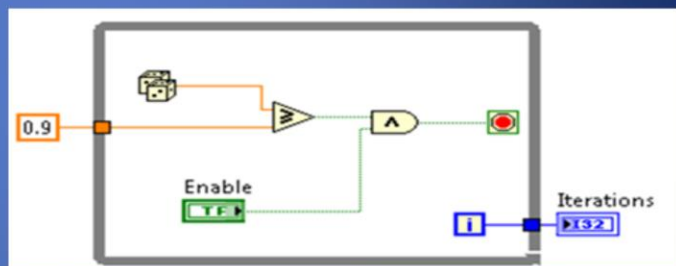 0.9
≥
∧
Enable
TF
i
Iterations
I32